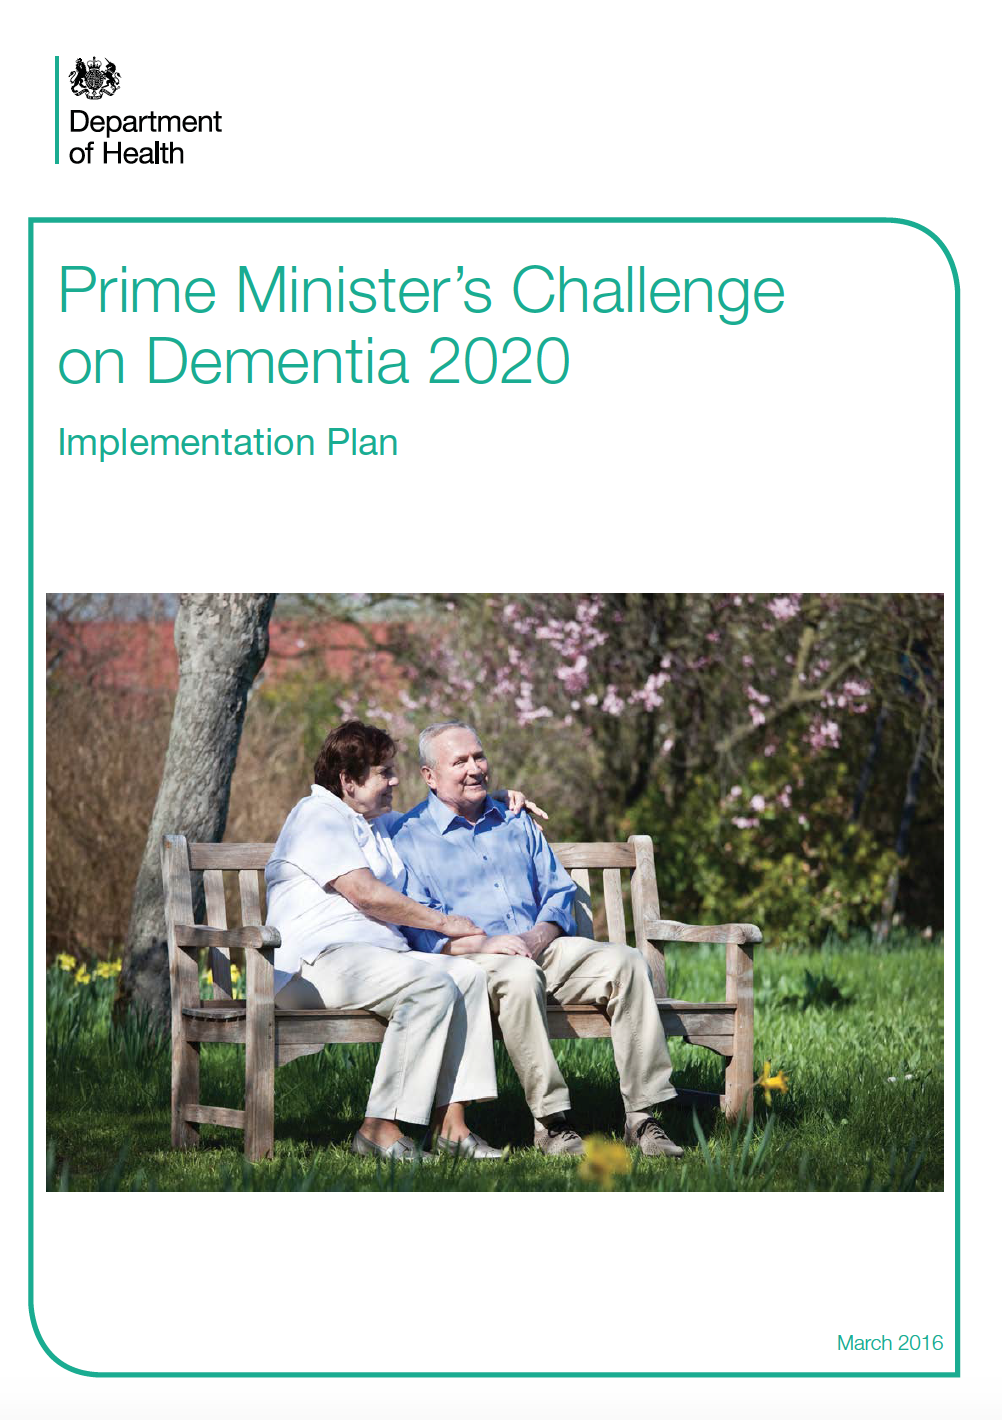 Department
of Health
Prime Minister’s Challenge
on Dementia 2020
Implementation Plan
March 2016